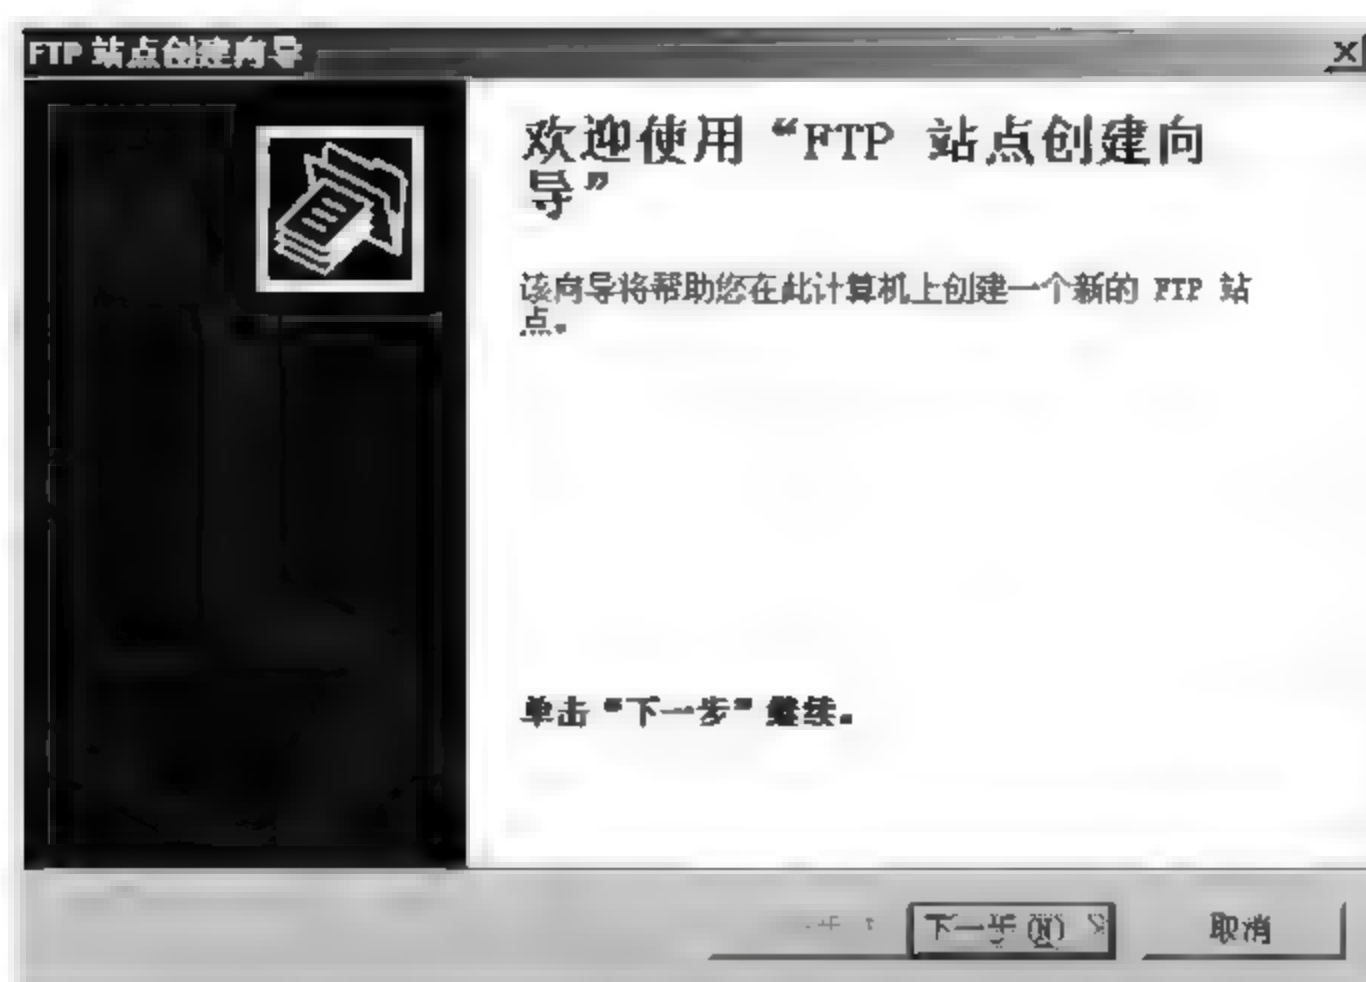 FTP 站点创建向导
欢迎使用“FTP 站点创建向
导”
该向导将帮助您在此计算机上创建一个新的 FTP 站
点。
单击“下一步”继续。
下一步(N)
取消